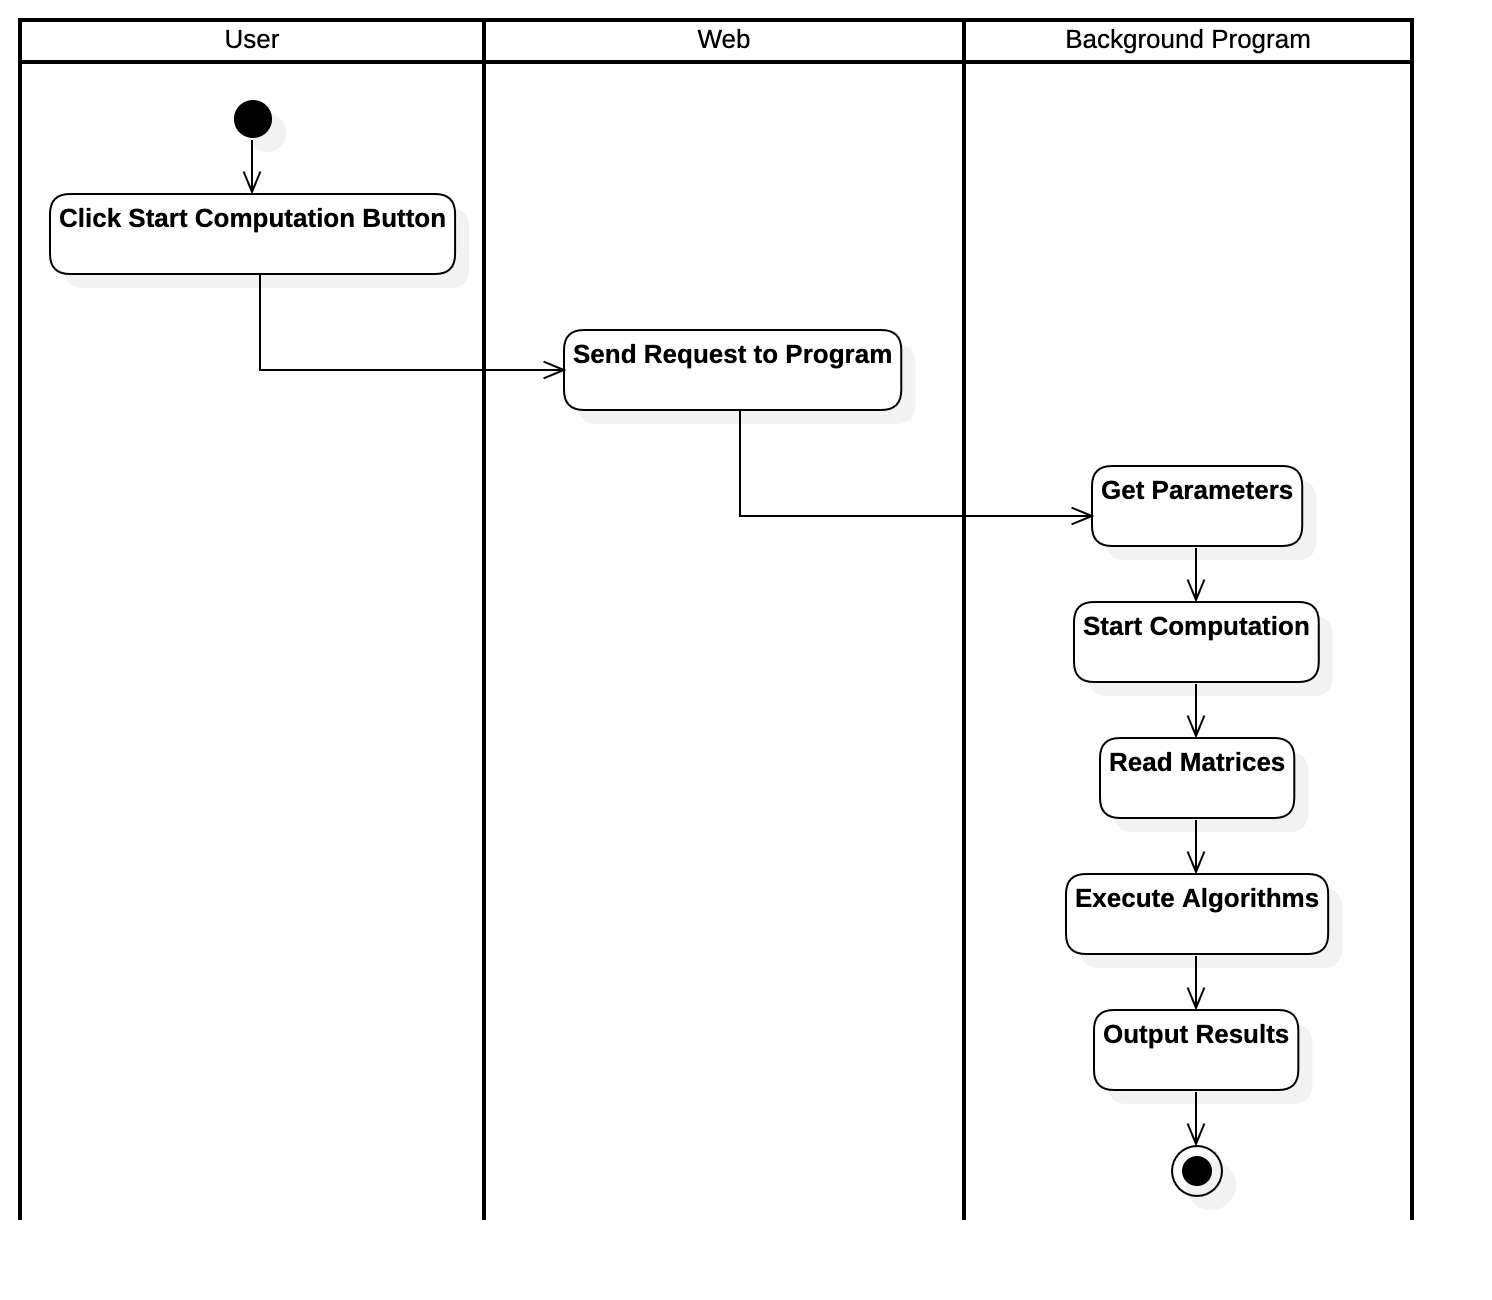 User
Web
Background Program
Click Start Computation Button
Send Request to Program
Get Parameters
Start Computation
Read Matrices
Execute Algorithms
Output Results